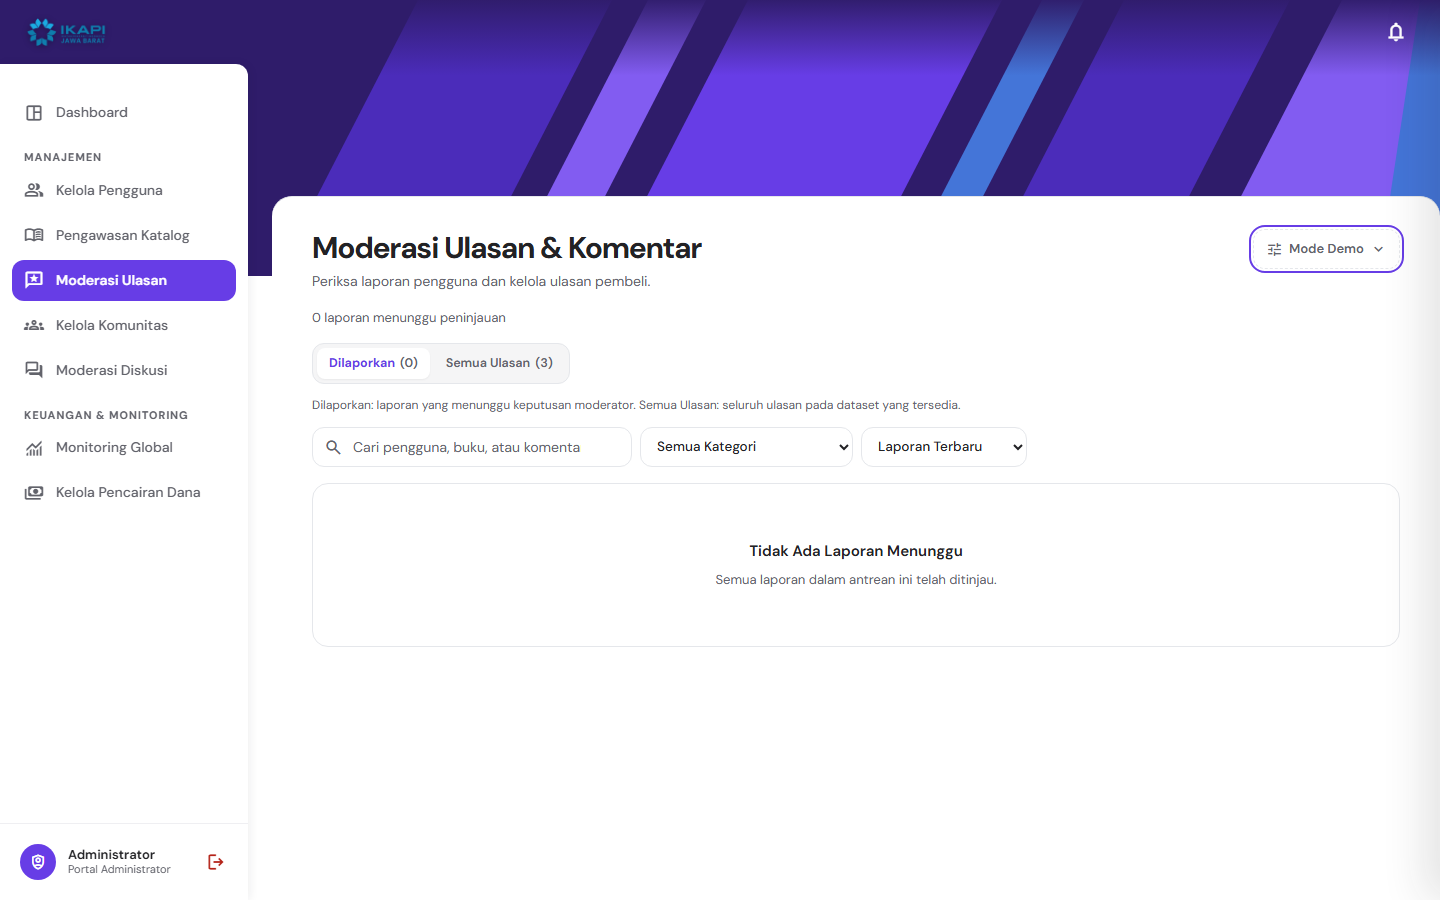 IKAPI
JAWA BARAT
Dashboard
MANAJEMEN
Kelola Pengguna
Pengawasan Katalog
Moderasi Ulasan
Kelola Komunitas
Moderasi Diskusi
KEUANGAN & MONITORING
Monitoring Global
Kelola Pencairan Dana
Administrator
Portal Administrator
Moderasi Ulasan & Komentar
Mode Demo
Periksa laporan pengguna dan kelola ulasan pembeli.
0 laporan menunggu peninjauan
Dilaporkan (0) Semua Ulasan (3)
Dilaporkan: laporan yang menunggu keputusan moderator. Semua Ulasan: seluruh ulasan pada dataset yang tersedia.
Cari pengguna, buku, atau komenta Semua Kategori Laporan Terbaru
Tidak Ada Laporan Menunggu
Semua laporan dalam antrean ini telah ditinjau.